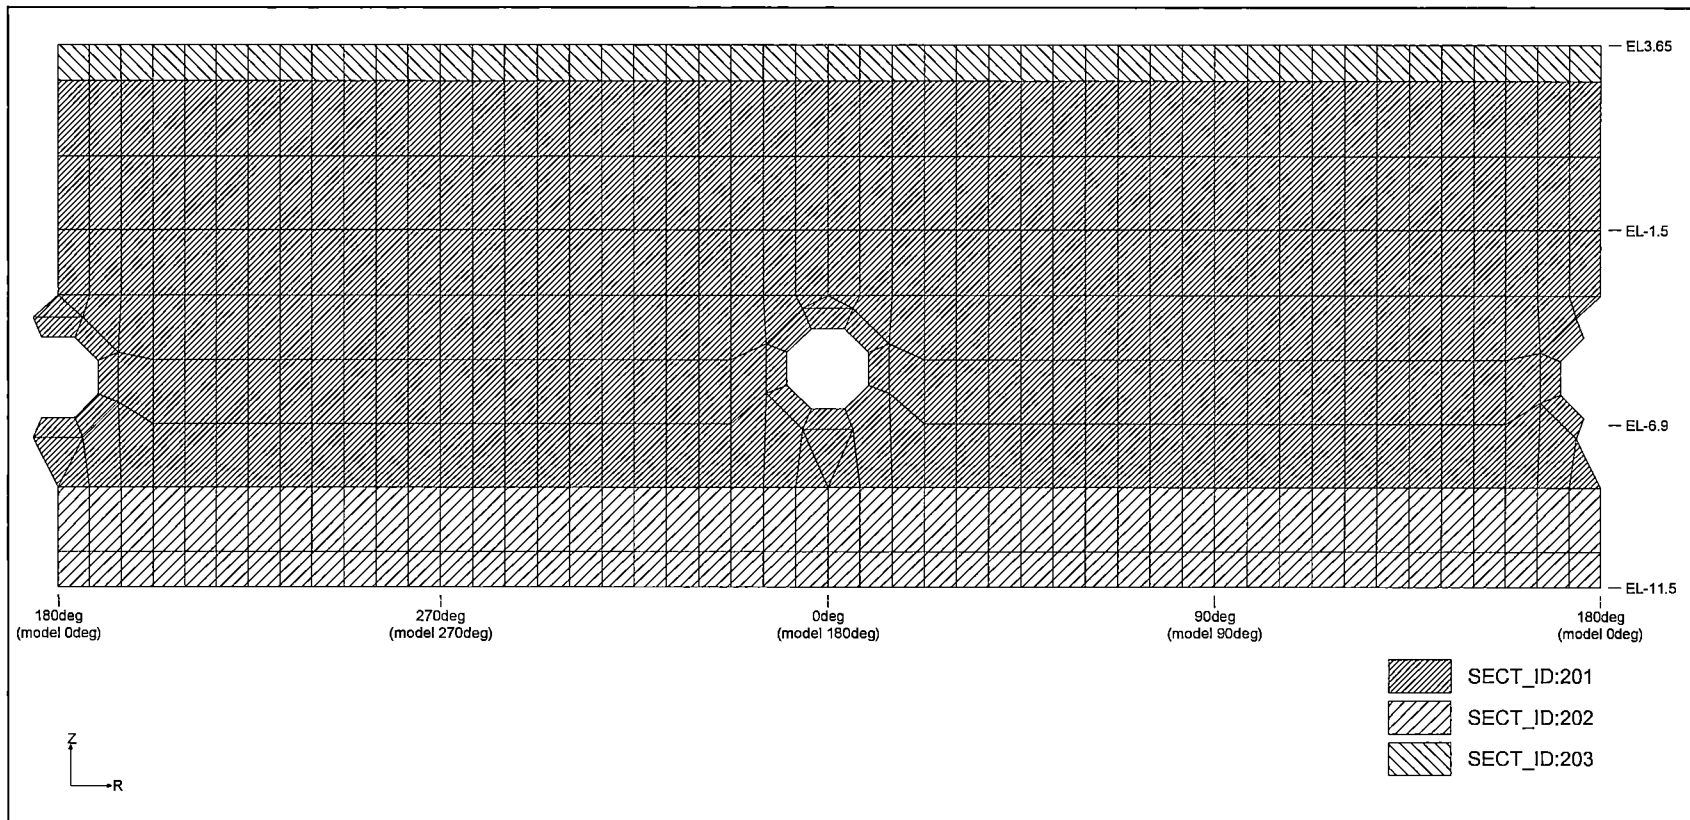 EL3.65
EL-1.5
EL-6.9
EL-11.5
180deg
(model 0deg)
270deg
(model 270deg)
0deg
(model 180deg)
90deg
(model 90deg)
180deg
(model 0deg)
SECT_ID:201
SECT_ID:202
SECT_ID:203
Z
R